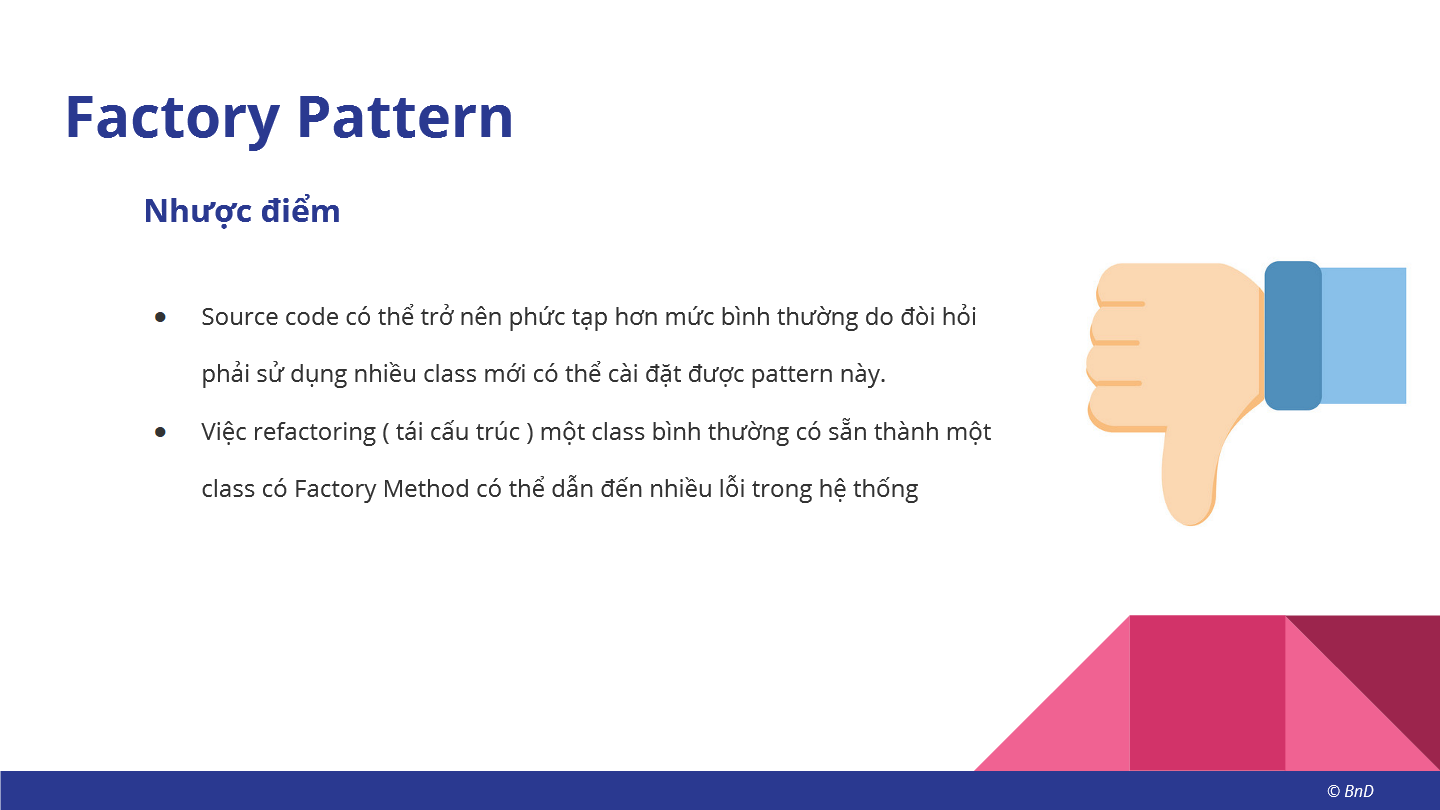 Factory Pattern
Nhược điểm
● Source code có thể trở nên phức tạp hơn mức bình thường do đòi hỏi
phải sử dụng nhiều class mới có thể cài đặt được pattern này.
● Việc refactoring ( tái cấu trúc ) một class bình thường có sẵn thành một
class có Factory Method có thể dẫn đến nhiều lỗi trong hệ thống
© BnD